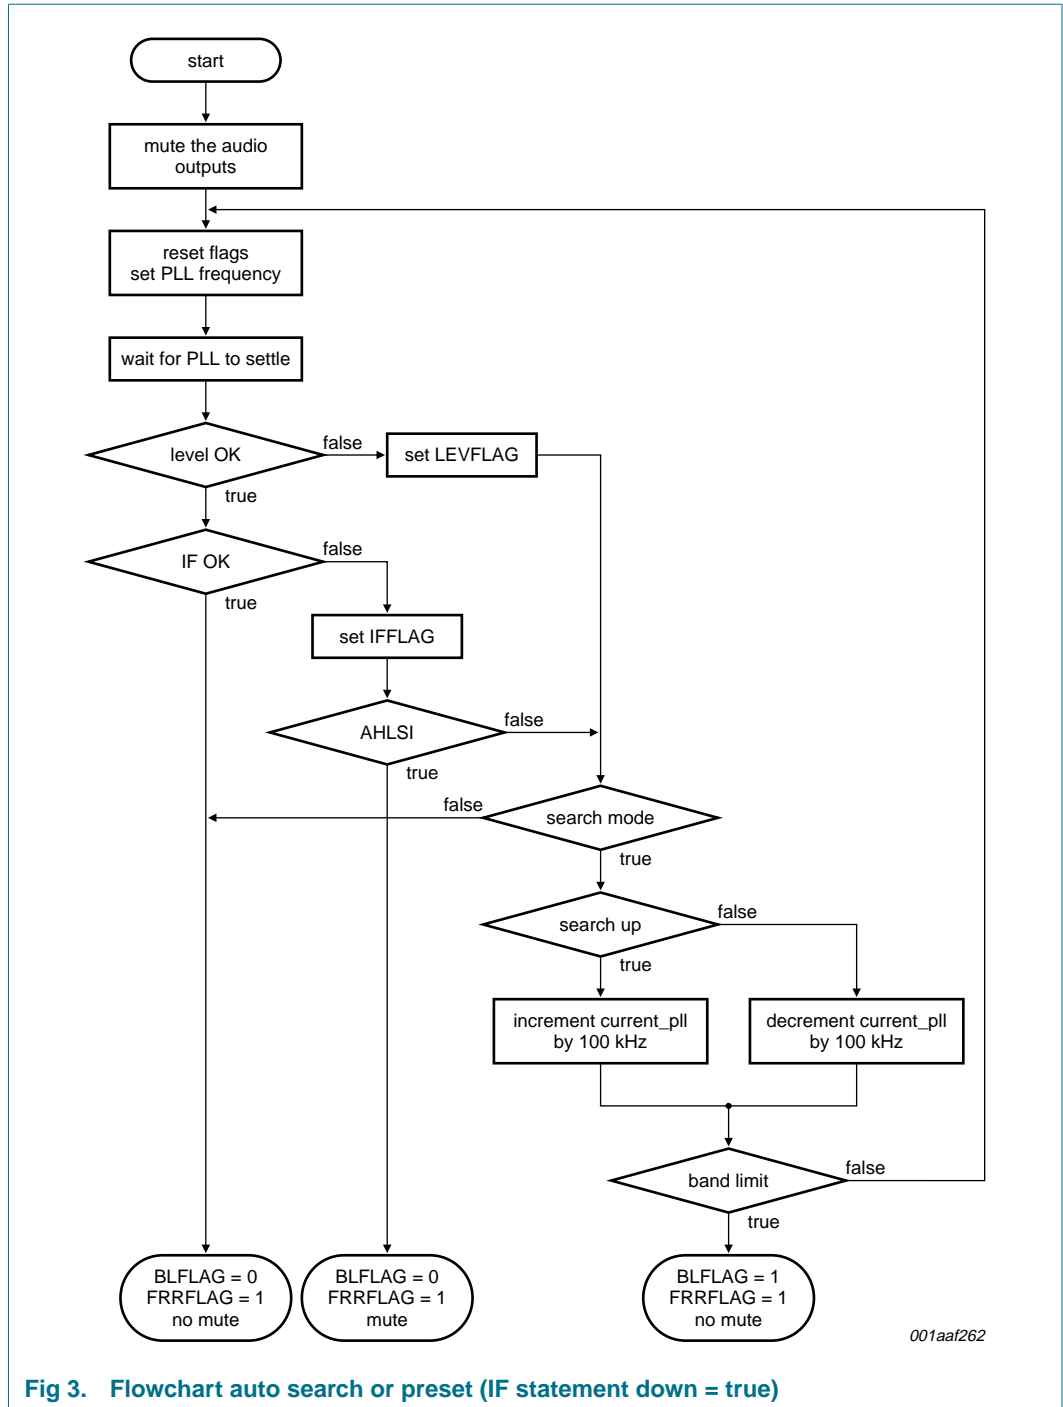 start
mute the audio
outputs
reset flags
set PLL frequency
wait for PLL to settle
level OK
false
set LEVFLAG
true
IF OK
false
true
set IFFLAG
AHLSI
false
true
false
search mode
true
search up
false
true
increment current_pll
by 100 kHz
decrement current_pll
by 100 kHz
band limit
false
true
BLFLAG = 0
FRRFLAG = 1
no mute
BLFLAG = 0
FRRFLAG = 1
mute
BLFLAG = 1
FRRFLAG = 1
no mute
001aaf262
Fig 3. Flowchart auto search or preset (IF statement down = true)